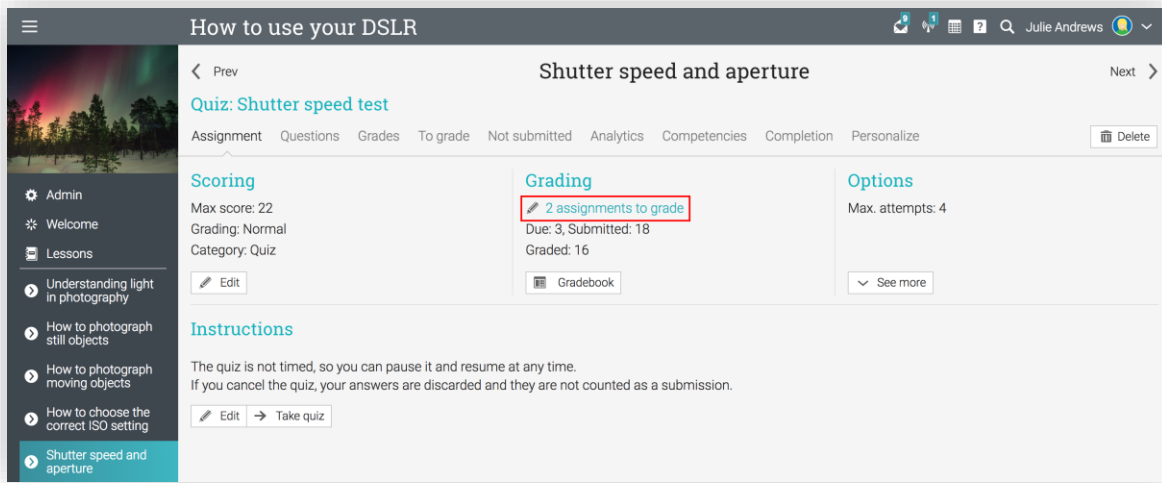 How to use your DSLR
9
1
?
Julie Andrews
Prev
Shutter speed and aperture
Next
Quiz: Shutter speed test
Assignment Questions Grades To grade Not submitted Analytics Competencies Completion Personalize
Delete
Admin
Welcome
Lessons
Understanding light
in photography
How to photograph
still objects
How to photograph
moving objects
How to choose the
correct ISO setting
Shutter speed and
aperture
Scoring
Max score: 22
Grading: Normal
Category: Quiz
Edit
Grading
2 assignments to grade
Due: 3, Submitted: 18
Graded: 16
Gradebook
Options
Max. attempts: 4
See more
Instructions
The quiz is not timed, so you can pause it and resume at any time.
If you cancel the quiz, your answers are discarded and they are not counted as a submission.
Edit
Take quiz